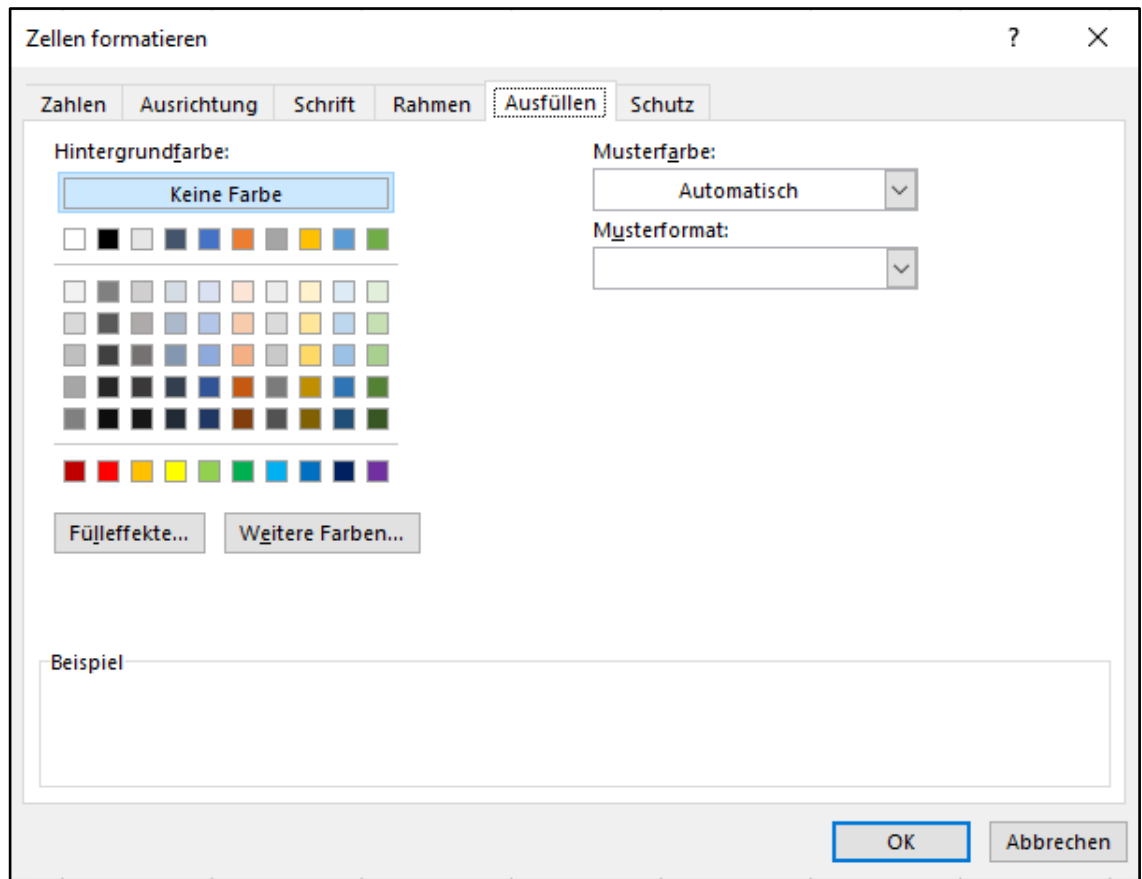 Zellen formatieren ?
Zahlen Ausrichtung Schrift Rahmen Ausfüllen Schutz
Hintergrundfarbe:
Keine Farbe
Musterfarbe:
Automatisch
Musterformat:
Fülleffekte... Weitere Farben...
Beispiel
OK Abbrechen